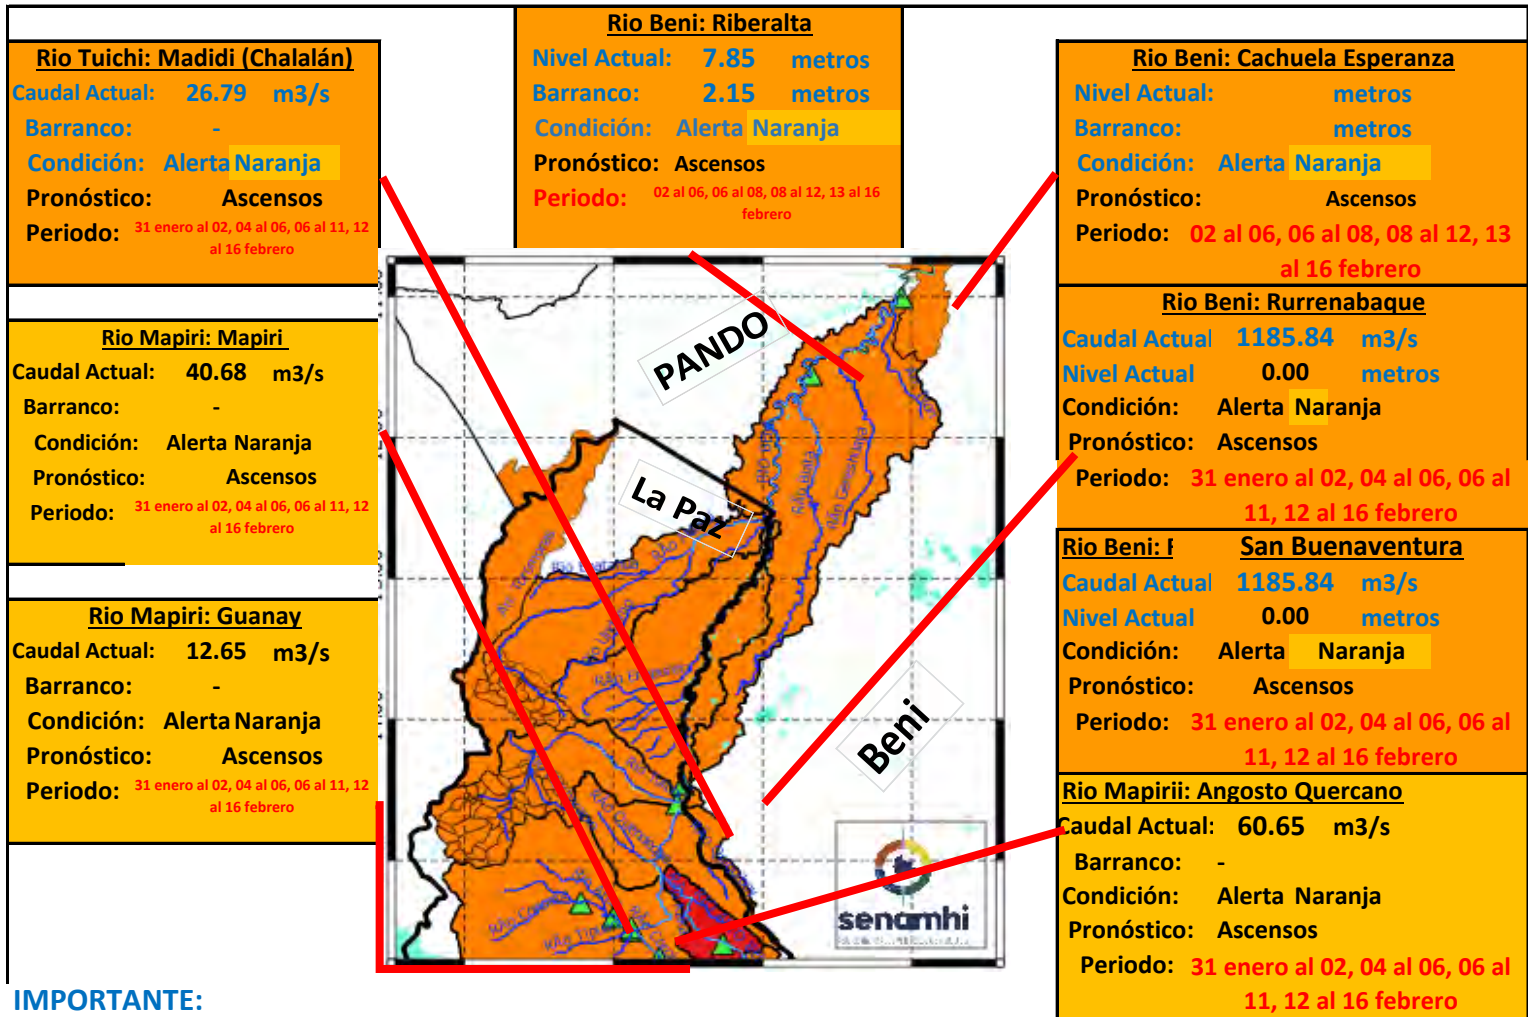 Rio Tuichi: Madidi (Chalalán)
Caudal Actual: 26.79 m3/s
Barranco: -
Condición: Alerta Naranja
Pronóstico: Ascensos
Periodo: 31 enero al 02, 04 al 06, 06 al 11, 12
al 16 febrero
Rio Mapiri: Mapiri
Caudal Actual: 40.68 m3/s
Barranco: -
Condición: Alerta Naranja
Pronóstico: Ascensos
Periodo: 31 enero al 02, 04 al 06, 06 al 11, 12
al 16 febrero
Rio Mapiri: Guanay
Caudal Actual: 12.65 m3/s
Barranco: -
Condición: Alerta Naranja
Pronóstico: Ascensos
Periodo: 31 enero al 02, 04 al 06, 06 al 11, 12
al 16 febrero
Rio Beni: Riberalta
Nivel Actual: 7.85 metros
Barranco: 2.15 metros
Condición: Alerta Naranja
Pronóstico: Ascensos
Periodo: 02 al 06, 06 al 08, 08 al 12, 13 al 16
febrero
PANDO
La Paz
Beni
senamhi
Rio Beni: Cachuela Esperanza
Nivel Actual: metros
Barranco: metros
Condición: Alerta Naranja
Pronóstico: Ascensos
Periodo: 02 al 06, 06 al 08, 08 al 12, 13
al 16 febrero
Rio Beni: Rurrenabaque
Caudal Actual 1185.84 m3/s
Nivel Actual 0.00 metros
Condición: Alerta Naranja
Pronóstico: Ascensos
Periodo: 31 enero al 02, 04 al 06, 06 al
11, 12 al 16 febrero
Rio Beni: San Buenaventura
Caudal Actual 1185.84 m3/s
Nivel Actual 0.00 metros
Condición: Alerta Naranja
Pronóstico: Ascensos
Periodo: 31 enero al 02, 04 al 06, 06 al
11, 12 al 16 febrero
Rio Mapirii: Angosto Quercano
Caudal Actual: 60.65 m3/s
Barranco: -
Condición: Alerta Naranja
Pronóstico: Ascensos
Periodo: 31 enero al 02, 04 al 06, 06 al
11, 12 al 16 febrero
IMPORTANTE: